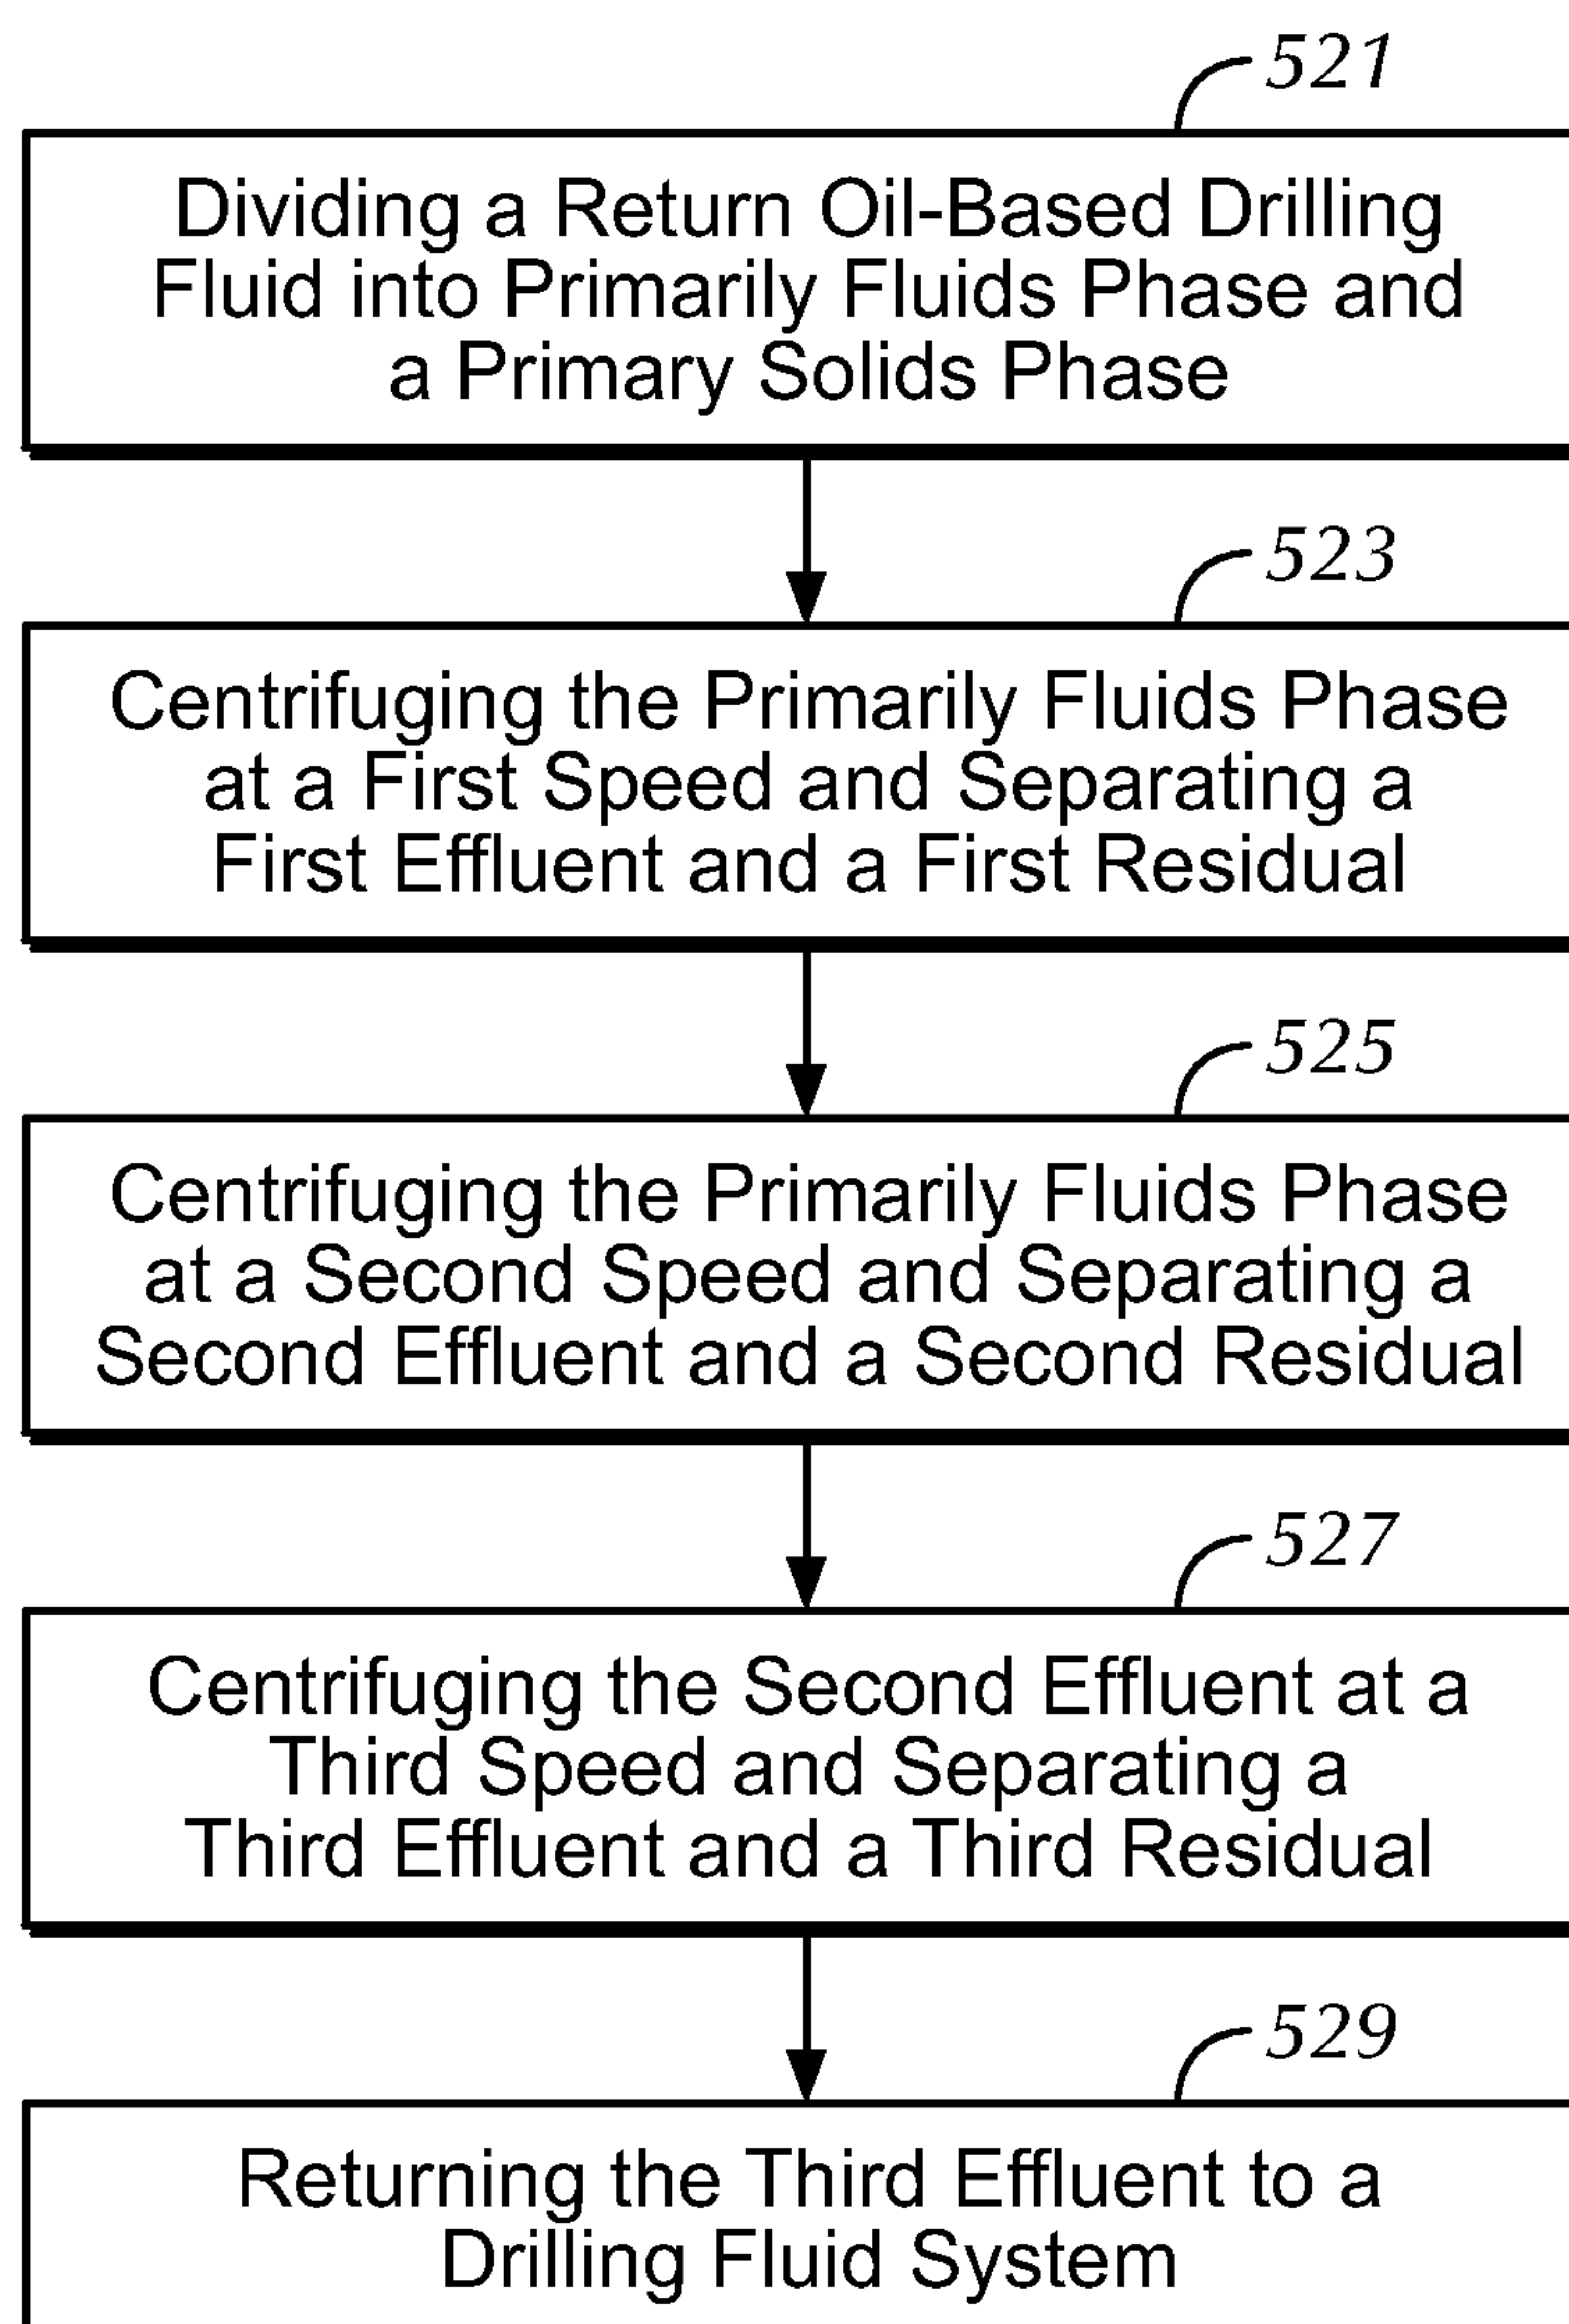 521
Dividing a Return Oil-Based Drilling
Fluid into Primarily Fluids Phase and
a Primary Solids Phase
523
Centrifuging the Primarily Fluids Phase
at a First Speed and Separating a
First Effluent and a First Residual
525
Centrifuging the Primarily Fluids Phase
at a Second Speed and Separating a
Second Effluent and a Second Residual
527
Centrifuging the Second Effluent at a
Third Speed and Separating a
Third Effluent and a Third Residual
529
Returning the Third Effluent to a
Drilling Fluid System